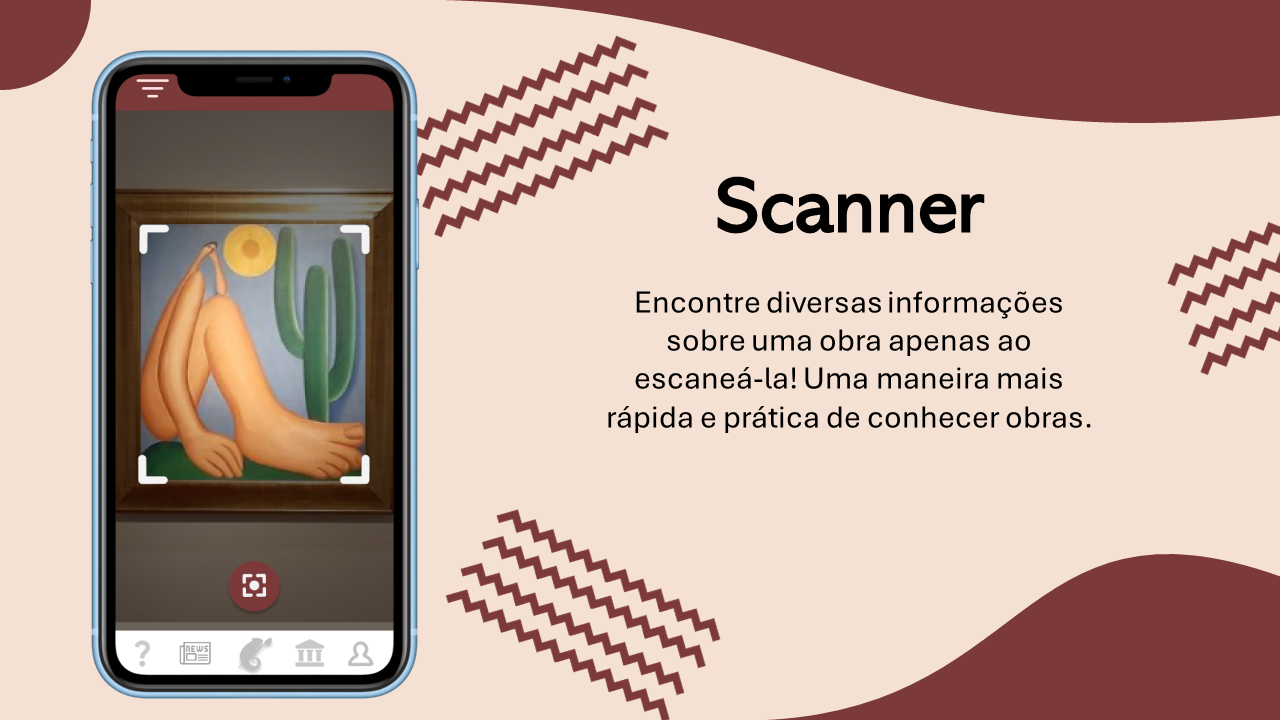 Scanner
Encontre diversas informações
sobre uma obra apenas ao
escaneá-la! Uma maneira mais
rápida e prática de conhecer obras.
?
NEWS